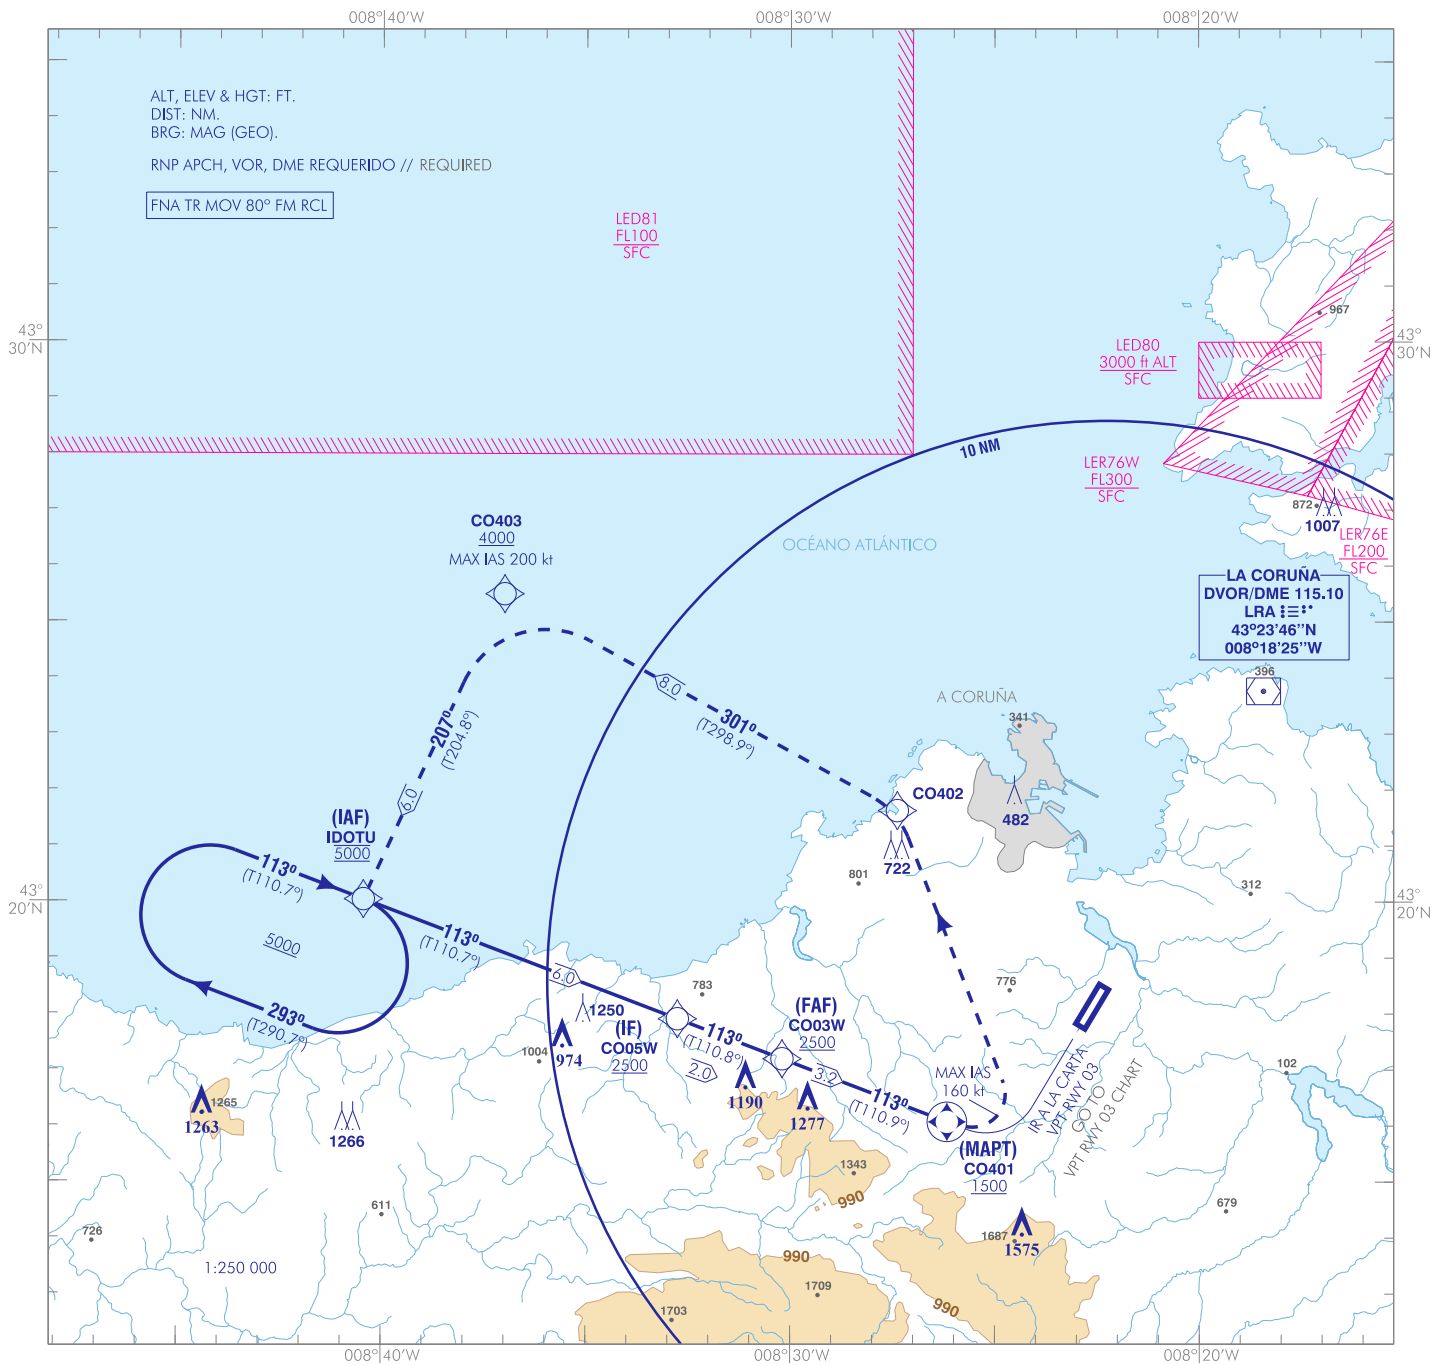 008°40'W
008°30'W
008°20'W
ALT, ELEV & HGT: FT.
DIST: NM.
BRG: MAG (GEO).
RNP APCH, VOR, DME REQUERIDO // REQUIRED
FNA TR MOV 80° FM RCL
LED81
FL100
SFC
967
43°
30'N
43°
30'N
LED80
3000 ft ALT
SFC
10 NM
LER76W
FL300
SFC
872
1007
LER76E
FL200
SFC
CO403
4000
MAX IAS 200 kt
OCÉANO ATLÁNTICO
LA CORUÑA
DVOR/DME 115.10
LRA
43°23'46''N
008°18'25''W
396
8.0
301°
(T298.9°)
A CORUÑA
341
207°
(T204.8°)
6.0
CO402
482
722
(IAF)
IDOTU
5000
113°
(T110.7°)
801
312
43°
20'N
43°
20'N
5000
113°
(T110.7°)
6.0
293°
(T290.7°)
783
776
1250
974
1004
(IF)
CO05W
2500
113°
(T110.8°)
2.0
(FAF)
CO03W
2500
3.2
113°
(T110.9°)
MAX IAS
160 kt
IR A LA CARTA
VPT RWY 03
GO TO
VPT RWY 03 CHART
102
1265
1263
1266
1190
1277
(MAPT)
CO401
1500
1343
990
611
726
679
1687
1575
1:250 000
990
1709
990
1703
008°40'W
008°30'W
008°20'W